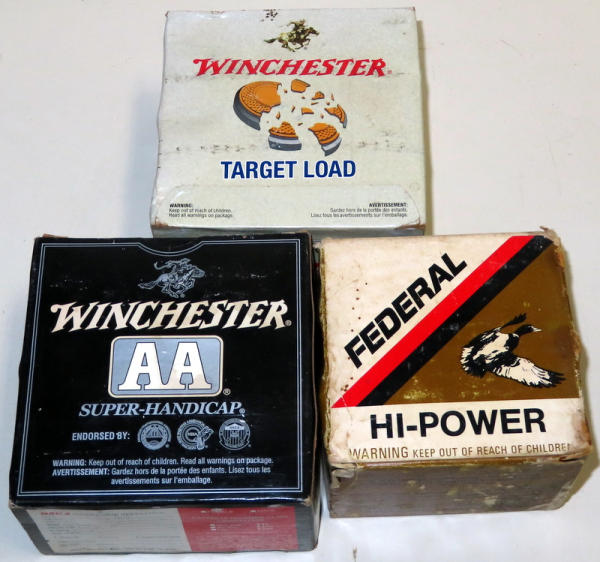 WINCHESTER®
TARGET LOAD
WARNING:
Keep out of reach of children.
Read all warnings on package.
AVERTISSEMENT:
Gardez hors de la portée des enfants.
Lisez tous les avertissements sur l'emballage.
WINCHESTER®
AA®
SUPER-HANDICAP®
ENDORSED BY:
WARNING: Keep out of reach of children. Read all warnings on package.
AVERTISSEMENT: Gardez hors de la portée des enfants. Lisez tous les
avertissements sur l'emballage.
FEDERAL
HI-POWER
WARNING KEEP OUT OF REACH OF CHILDREN